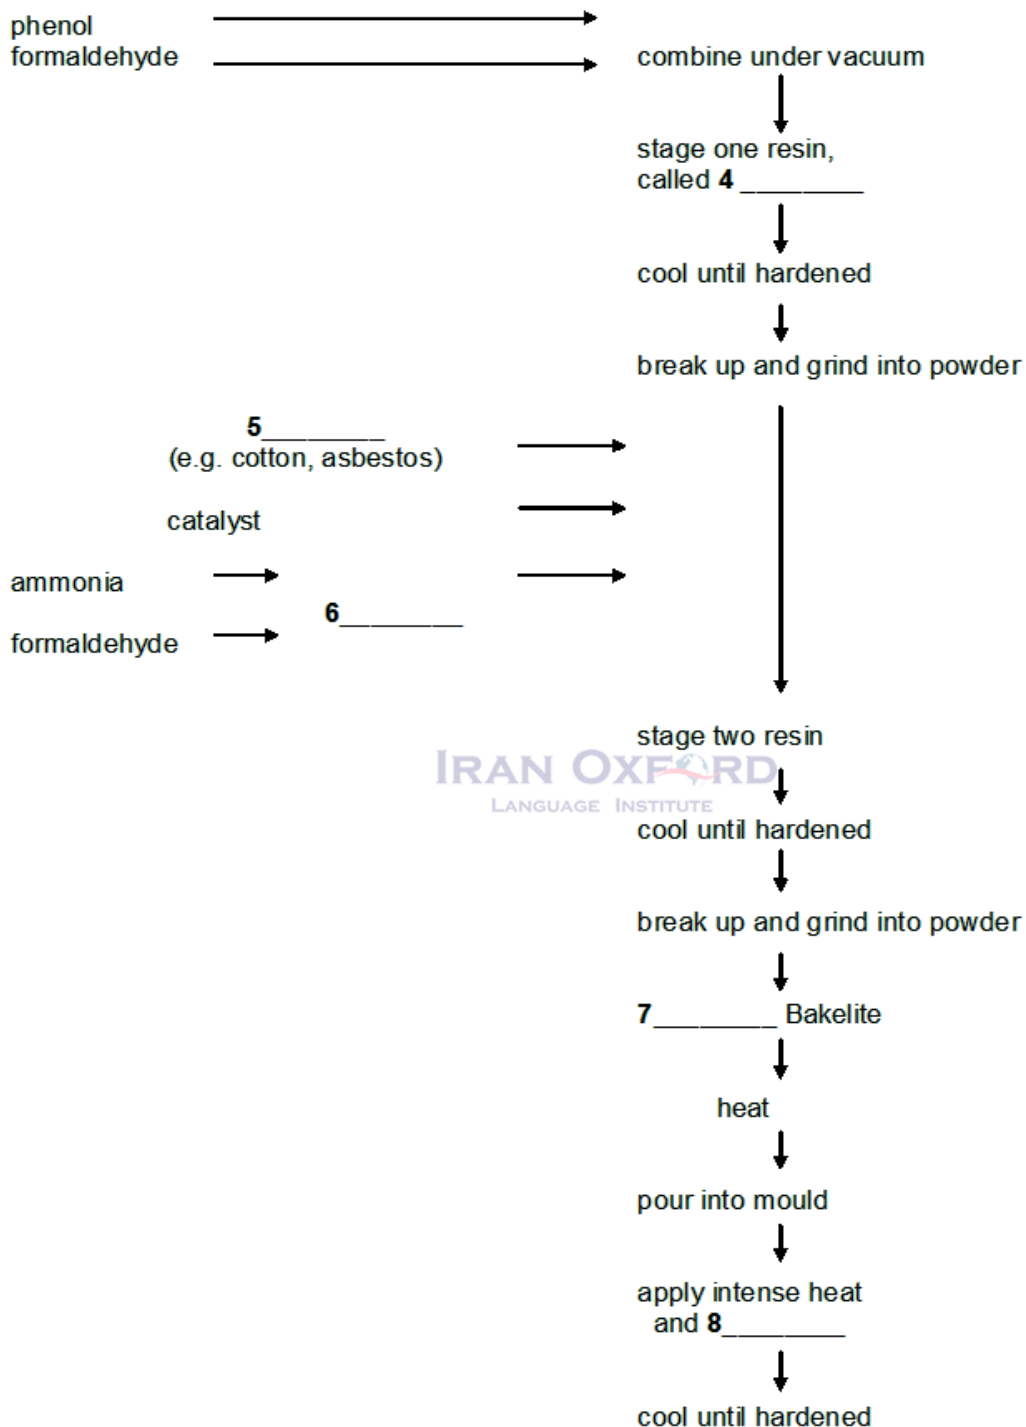 phenol
formaldehyde
combine under vacuum
stage one resin,
called 4 ________
cool until hardened
break up and grind into powder
5________
(e.g. cotton, asbestos)
catalyst
ammonia
6________
formaldehyde
stage two resin
IRAN OXFORD
LANGUAGE INSTITUTE
cool until hardened
break up and grind into powder
7________ Bakelite
heat
pour into mould
apply intense heat
and 8________
cool until hardened